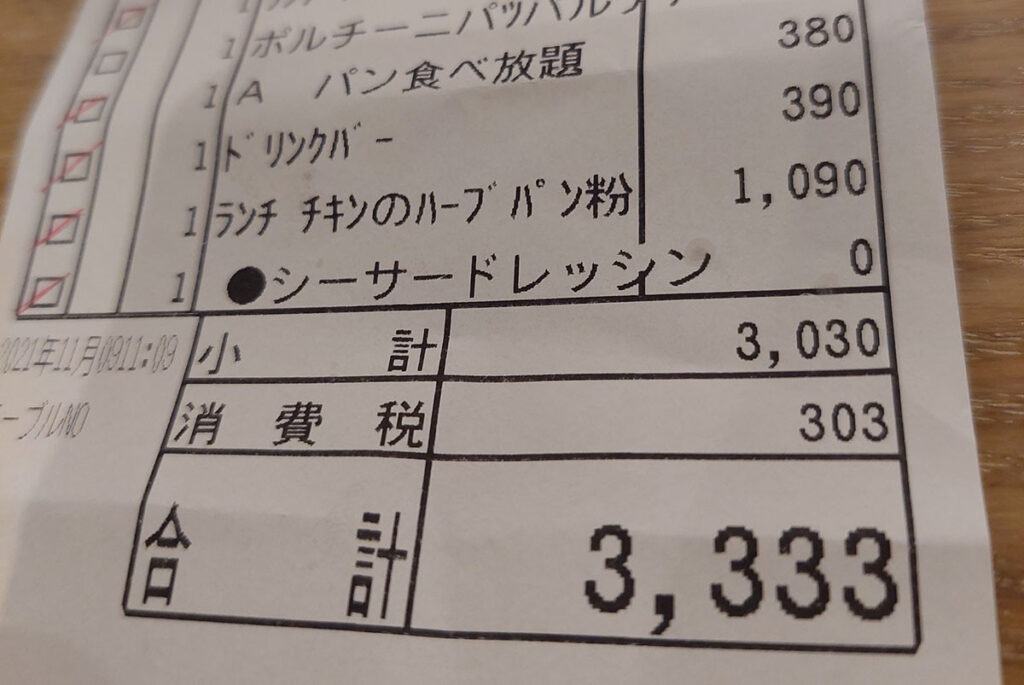 1 ポルチーニパッパルデ
1 A パン食べ放題 380
1 ドリンクバー 390
1 ランチ チキンのハーブパン粉 1,090
1 ●シーサードレッシン 0
2021年11月0911:09
小計 3,030
ーブルNO
消費税 303
合計 3,333